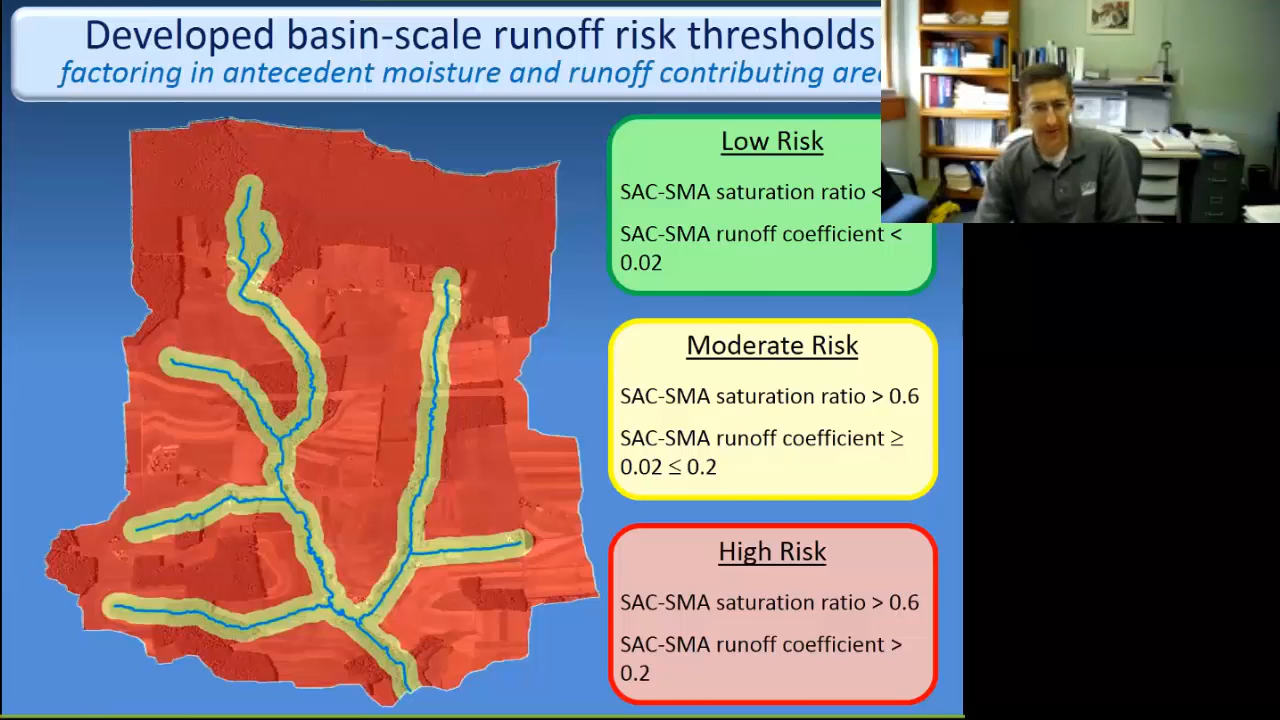 Developed basin-scale runoff risk thresholds
factoring in antecedent moisture and runoff contributing
Low Risk
SAC-SMA saturation ratio <
SAC-SMA runoff coefficient <
0.02
Moderate Risk
SAC-SMA saturation ratio > 0.6
SAC-SMA runoff coefficient ≥
0.02 ≤ 0.2
High Risk
SAC-SMA saturation ratio > 0.6
SAC-SMA runoff coefficient >
0.2